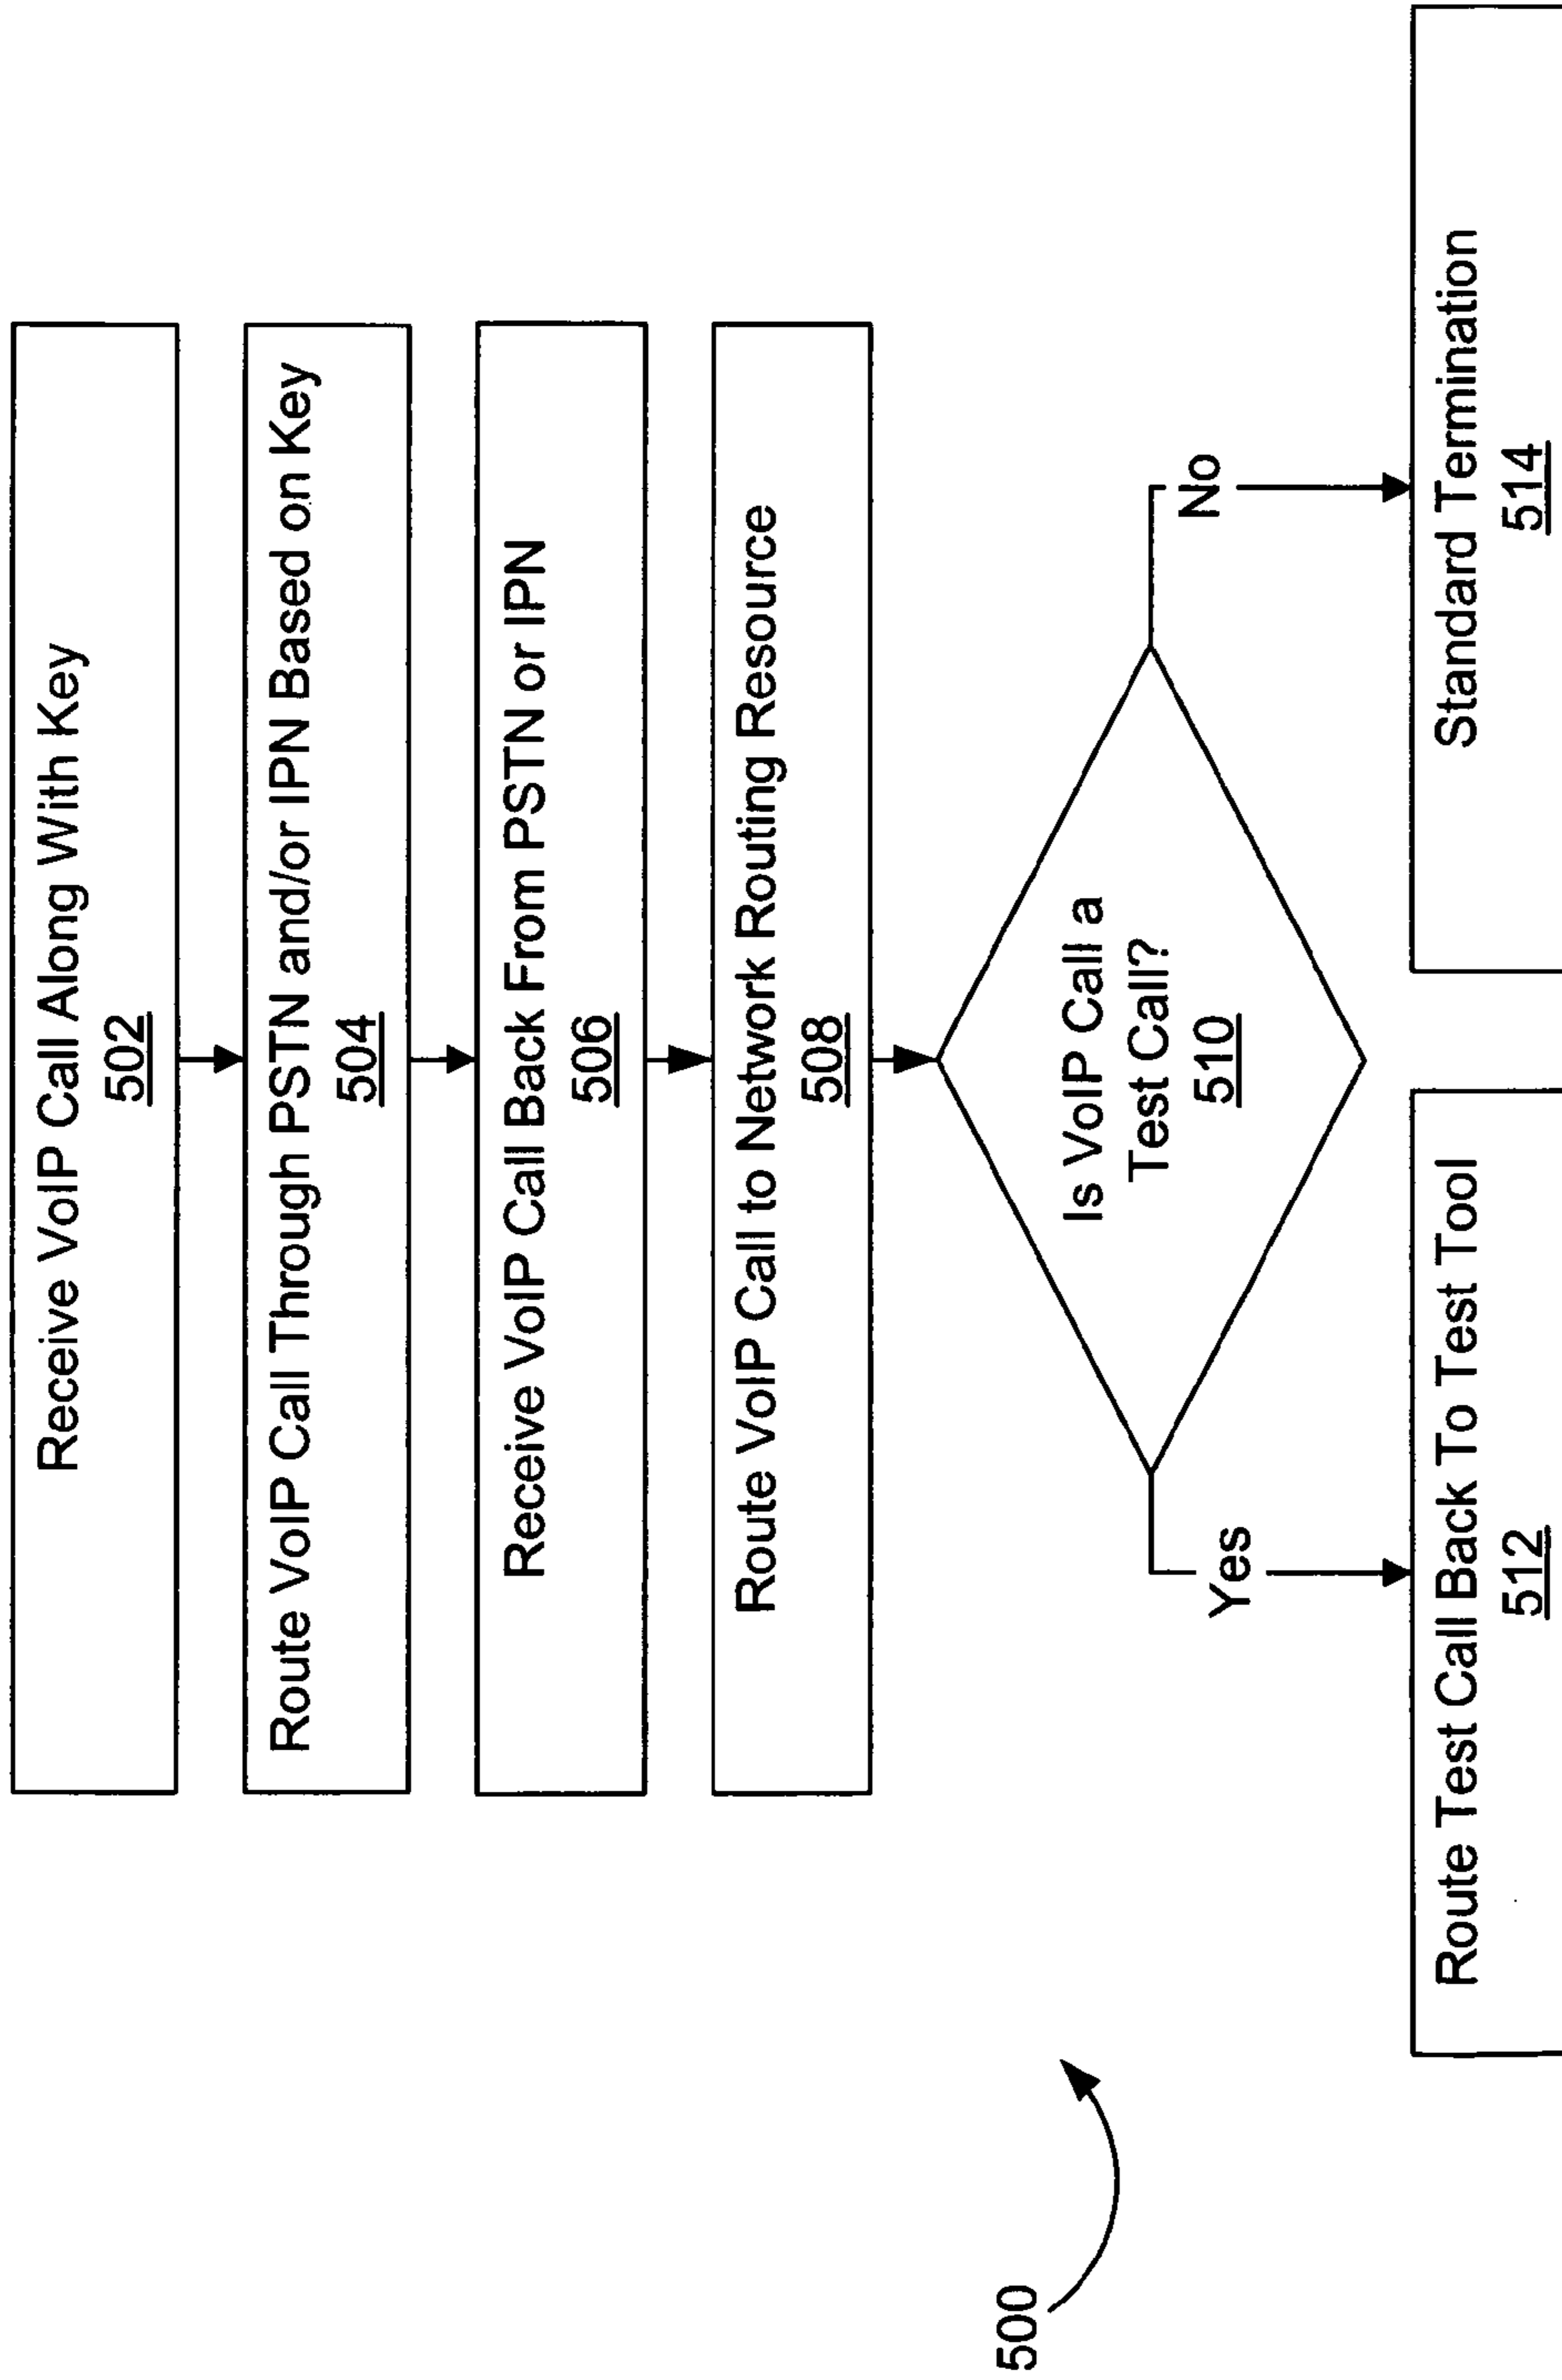 Receive VoIP Call Along With Key
502
Route VoIP Call Through PSTN and/or IPN Based on Key
504
Receive VoIP Call Back From PSTN or IPN
506
Route VoIP Call to Network Routing Resource
508
Is VoIP Call a
Test Call?
510
Yes
No
Route Test Call Back To Test Tool
512
Standard Termination
514
500